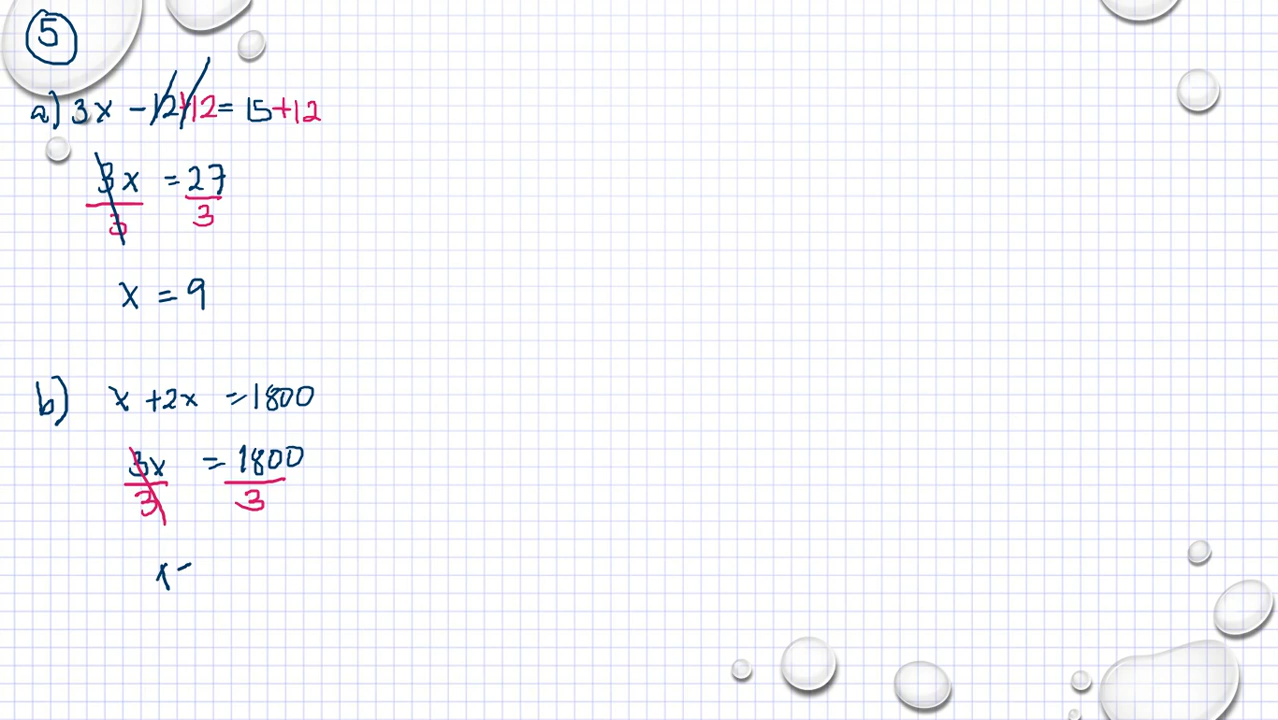 5
a) 3x - 12 + 12 = 15 + 12
3x = 27
3 3
x = 9
b) x + 2x = 1800
3x = 1800
3 3
x -